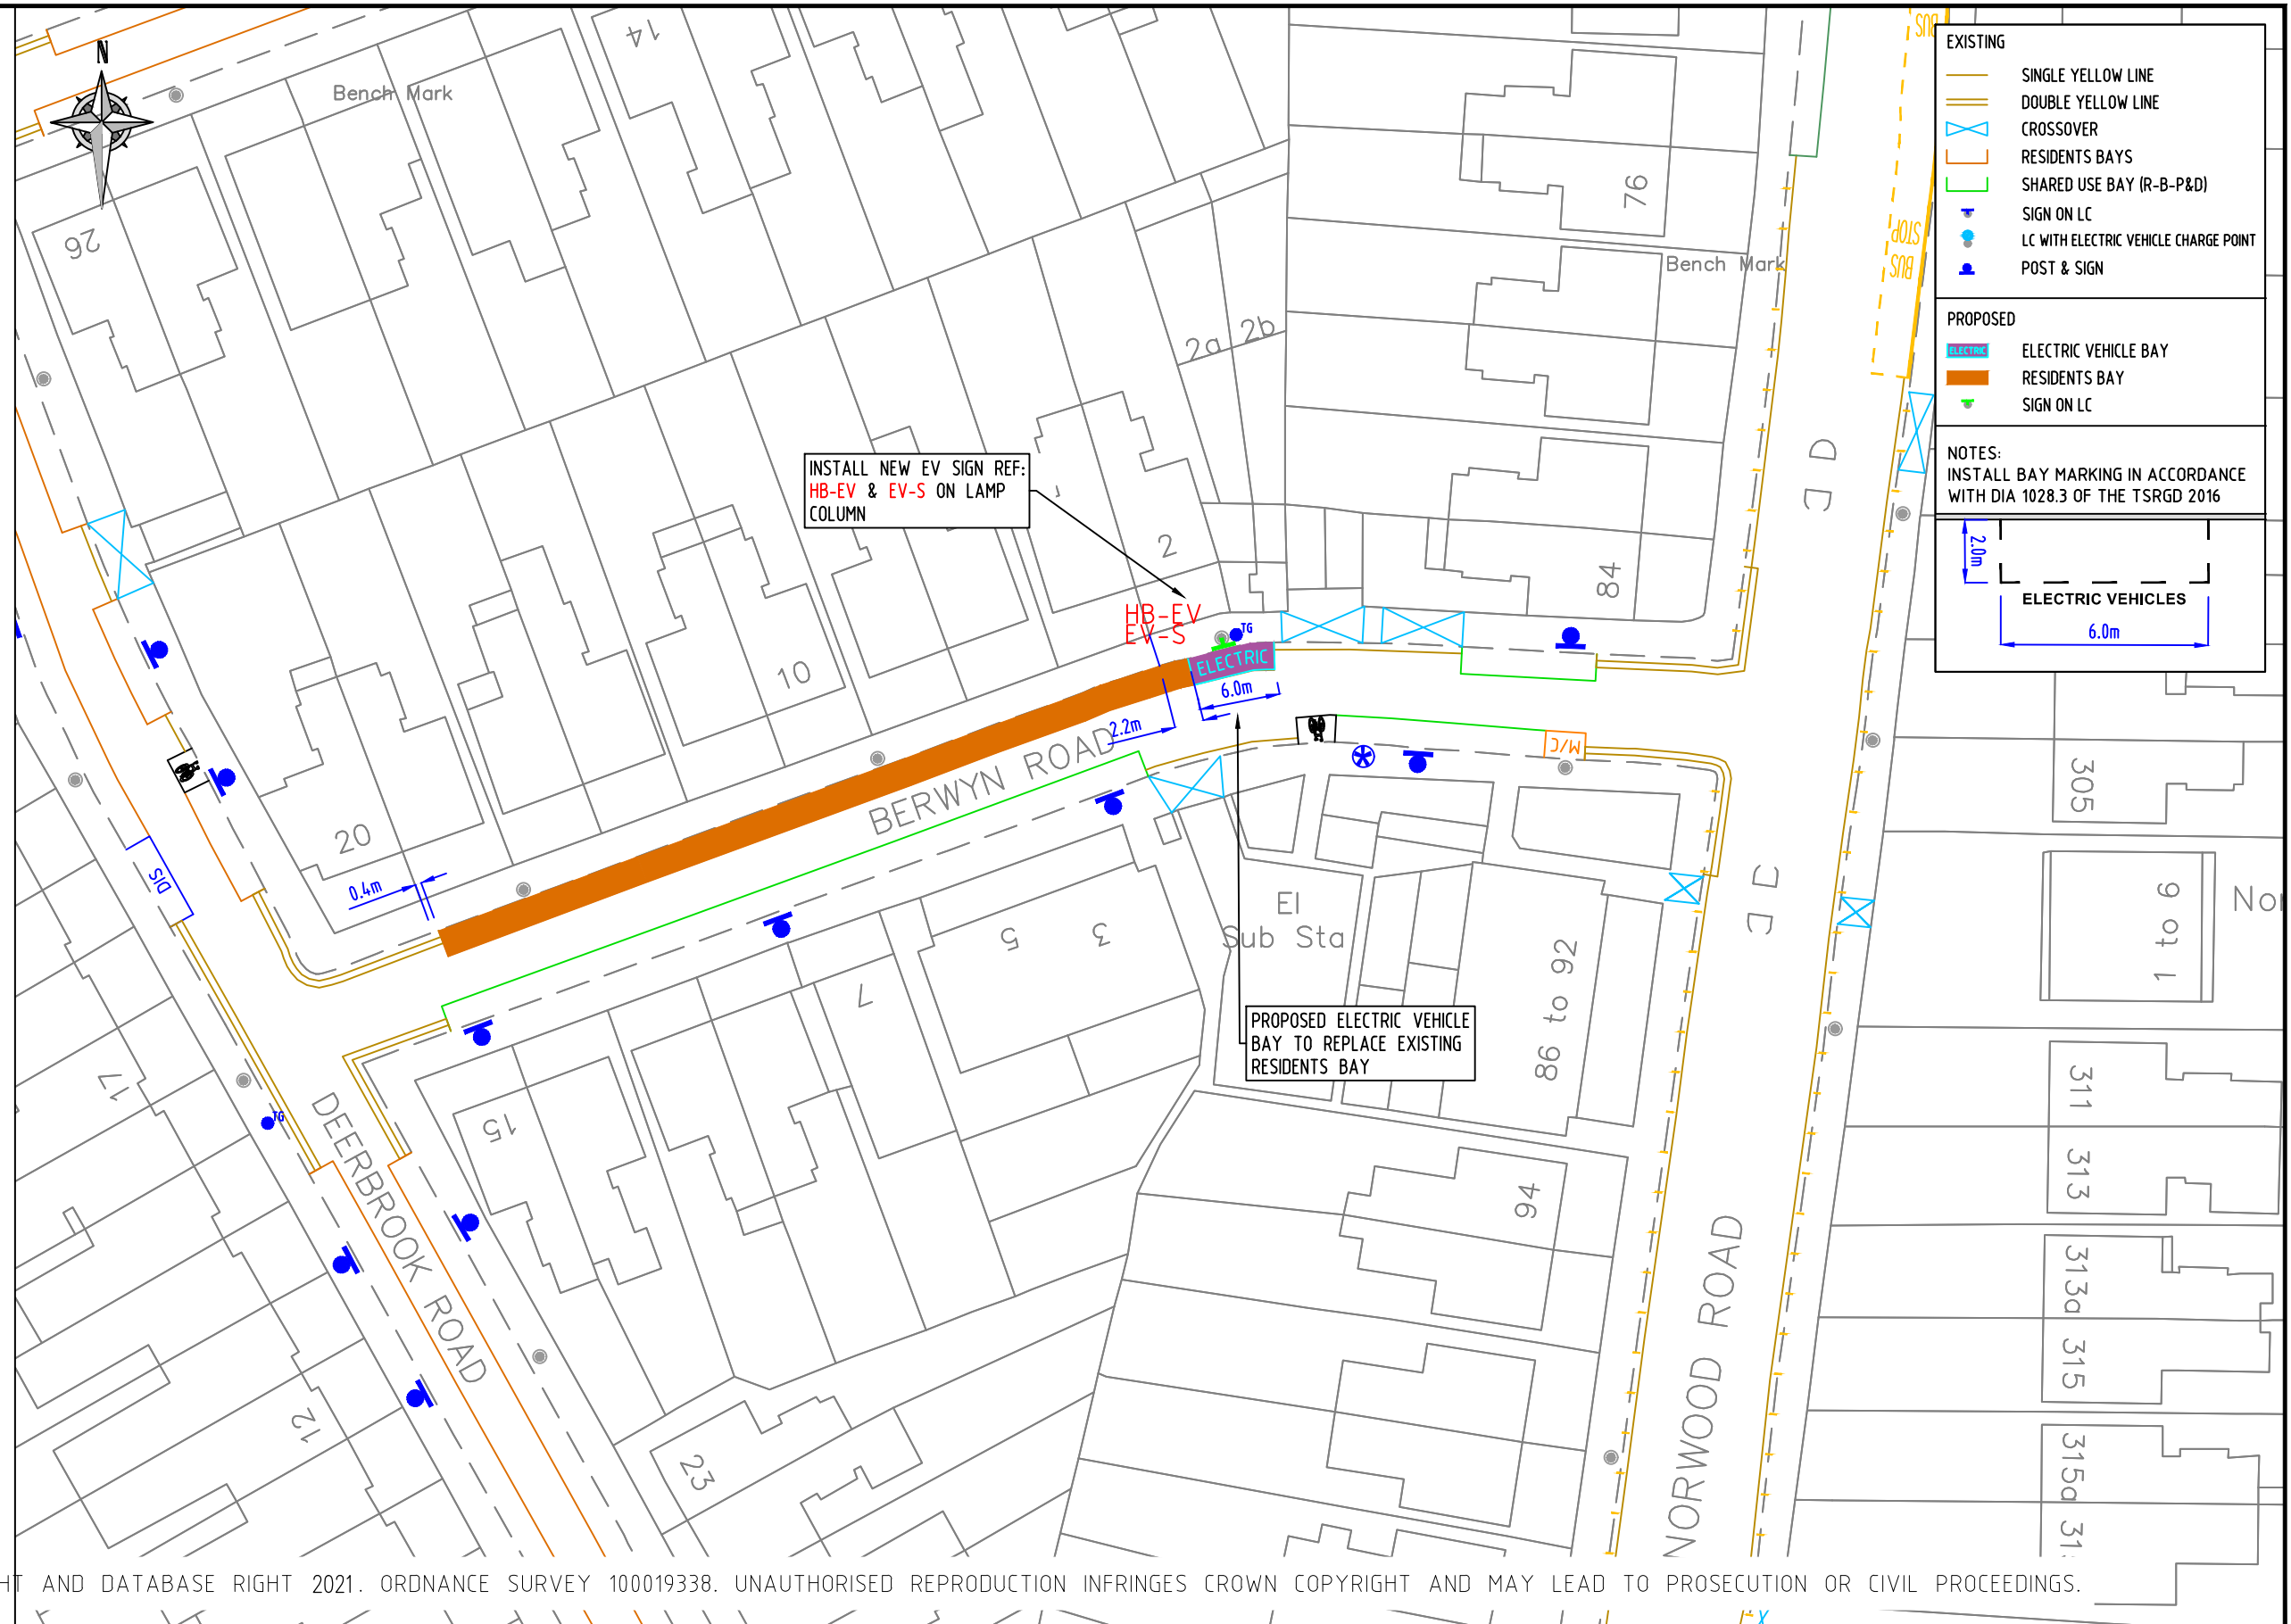 N
Bench Mark
14
26
76
Bench Mark
2a 2b
BUS
STOP
BUS
EXISTING
SINGLE YELLOW LINE
DOUBLE YELLOW LINE
CROSSOVER
RESIDENTS BAYS
SHARED USE BAY (R-B-P&D)
SIGN ON LC
LC WITH ELECTRIC VEHICLE CHARGE POINT
POST & SIGN
PROPOSED
ELECTRIC
ELECTRIC VEHICLE BAY
RESIDENTS BAY
SIGN ON LC
NOTES:
INSTALL BAY MARKING IN ACCORDANCE
WITH DIA 1028.3 OF THE TSRGD 2016
2.0m
ELECTRIC VEHICLES
6.0m
INSTALL NEW EV SIGN REF:
HB-EV & EV-S ON LAMP
COLUMN
2
84
HB-EV
EV-S
TG
ELECTRIC
6.0m
2.2m
10
20
BERWYN ROAD
M/C
0.4m
DIS
305
El
Sub Sta
5
3
7
86 to 92
1 to 6
PROPOSED ELECTRIC VEHICLE
BAY TO REPLACE EXISTING
RESIDENTS BAY
17
TG
15
DEERBROOK ROAD
311
313
94
NORWOOD ROAD
313a
315
12
23
315a
AND DATABASE RIGHT 2021. ORDNANCE SURVEY 100019338. UNAUTHORISED REPRODUCTION INFRINGES CROWN COPYRIGHT AND MAY LEAD TO PROSECUTION OR CIVIL PROCEEDINGS.